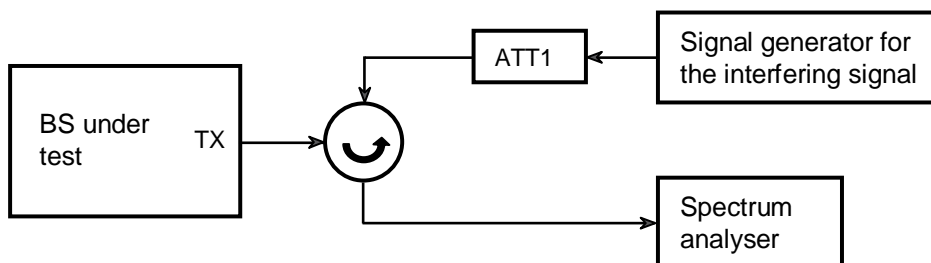 BS under
test
TX
ATT1
Signal generator for
the interfering signal
Spectrum
analyser